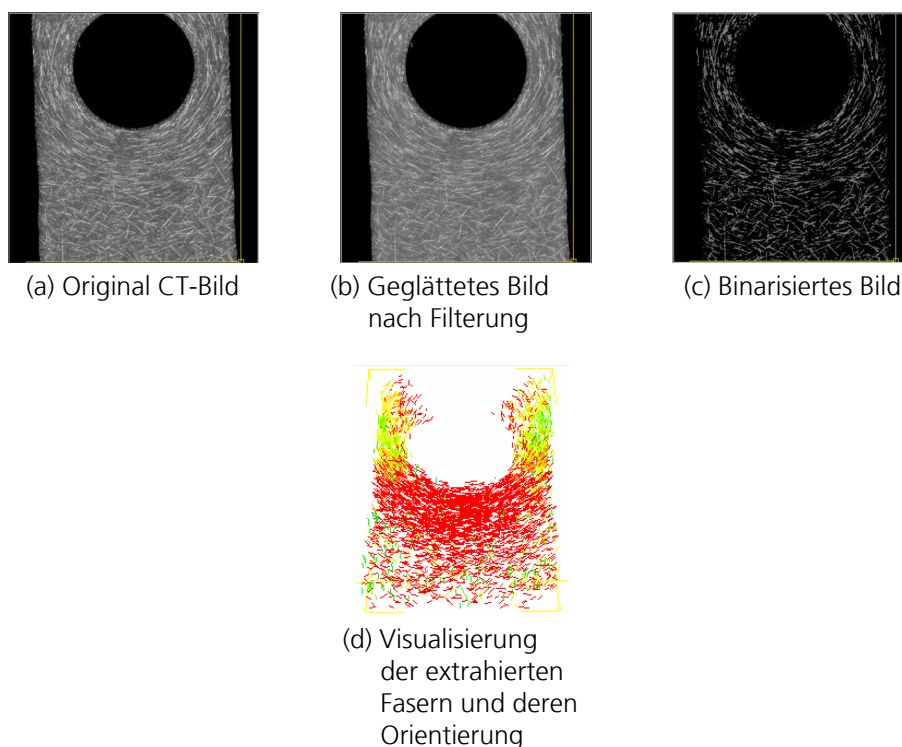 (a) Original CT-Bild
(b) Geglättetes Bild
nach Filterung
(c) Binarisiertes Bild
(d) Visualisierung
der extrahierten
Fasern und deren
Orientierung